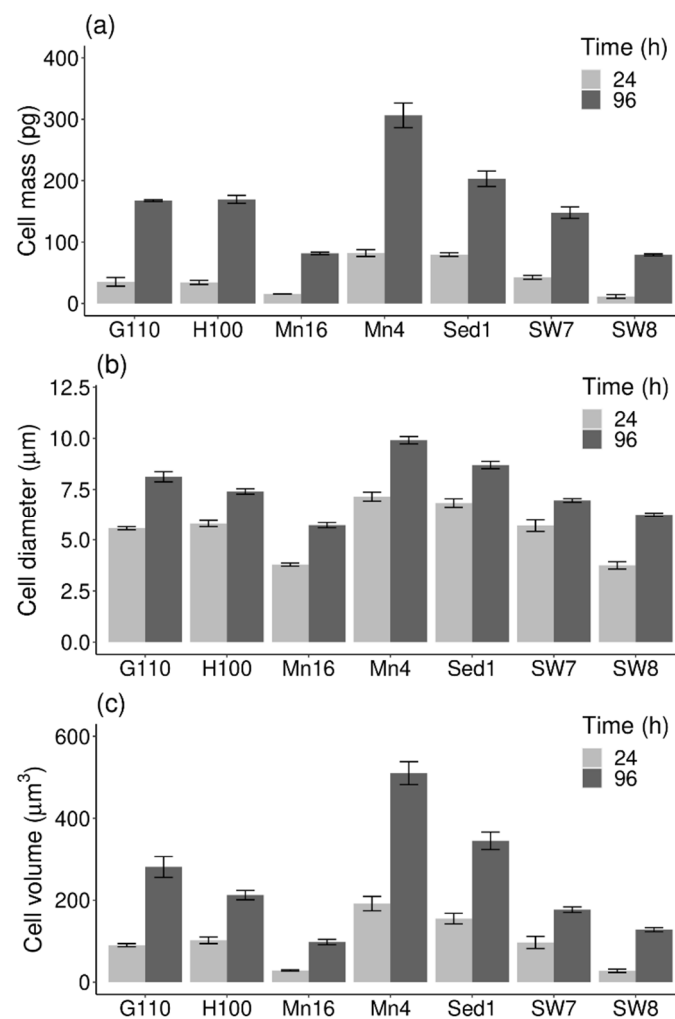 (a)
Time (h)
24
96
400
300
200
100
0
Cell mass (pg)
G110 H100 Mn16 Mn4 Sed1 SW7 SW8
(b)
Time (h)
24
96
12.5
10.0
7.5
5.0
2.5
0.0
Cell diameter (μm)
G110 H100 Mn16 Mn4 Sed1 SW7 SW8
(c)
Time (h)
24
96
600
400
200
0
Cell volume (μm³)
G110 H100 Mn16 Mn4 Sed1 SW7 SW8